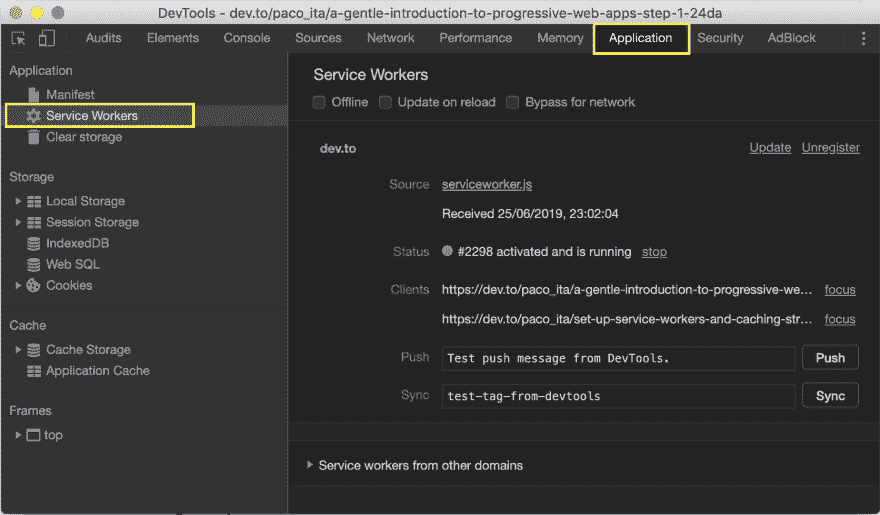 DevTools - dev.to/paco_ita/a-gentle-introduction-to-progressive-web-apps-step-1-24da
Audits Elements Console Sources Network Performance Memory Application Security AdBlock
Application
Manifest
Service Workers
Clear storage
Storage
Local Storage
Session Storage
IndexedDB
Web SQL
Cookies
Cache
Cache Storage
Application Cache
Frames
top
Service Workers
Offline Update on reload Bypass for network
dev.to Update Unregister
Source serviceworker.js
Received 25/06/2019, 23:02:04
Status #2298 activated and is running stop
Clients https://dev.to/paco_ita/a-gentle-introduction-to-progressive-we... focus
https://dev.to/paco_ita/set-up-service-workers-and-caching-str... focus
Push Test push message from DevTools. Push
Sync test-tag-from-devtools Sync
Service workers from other domains